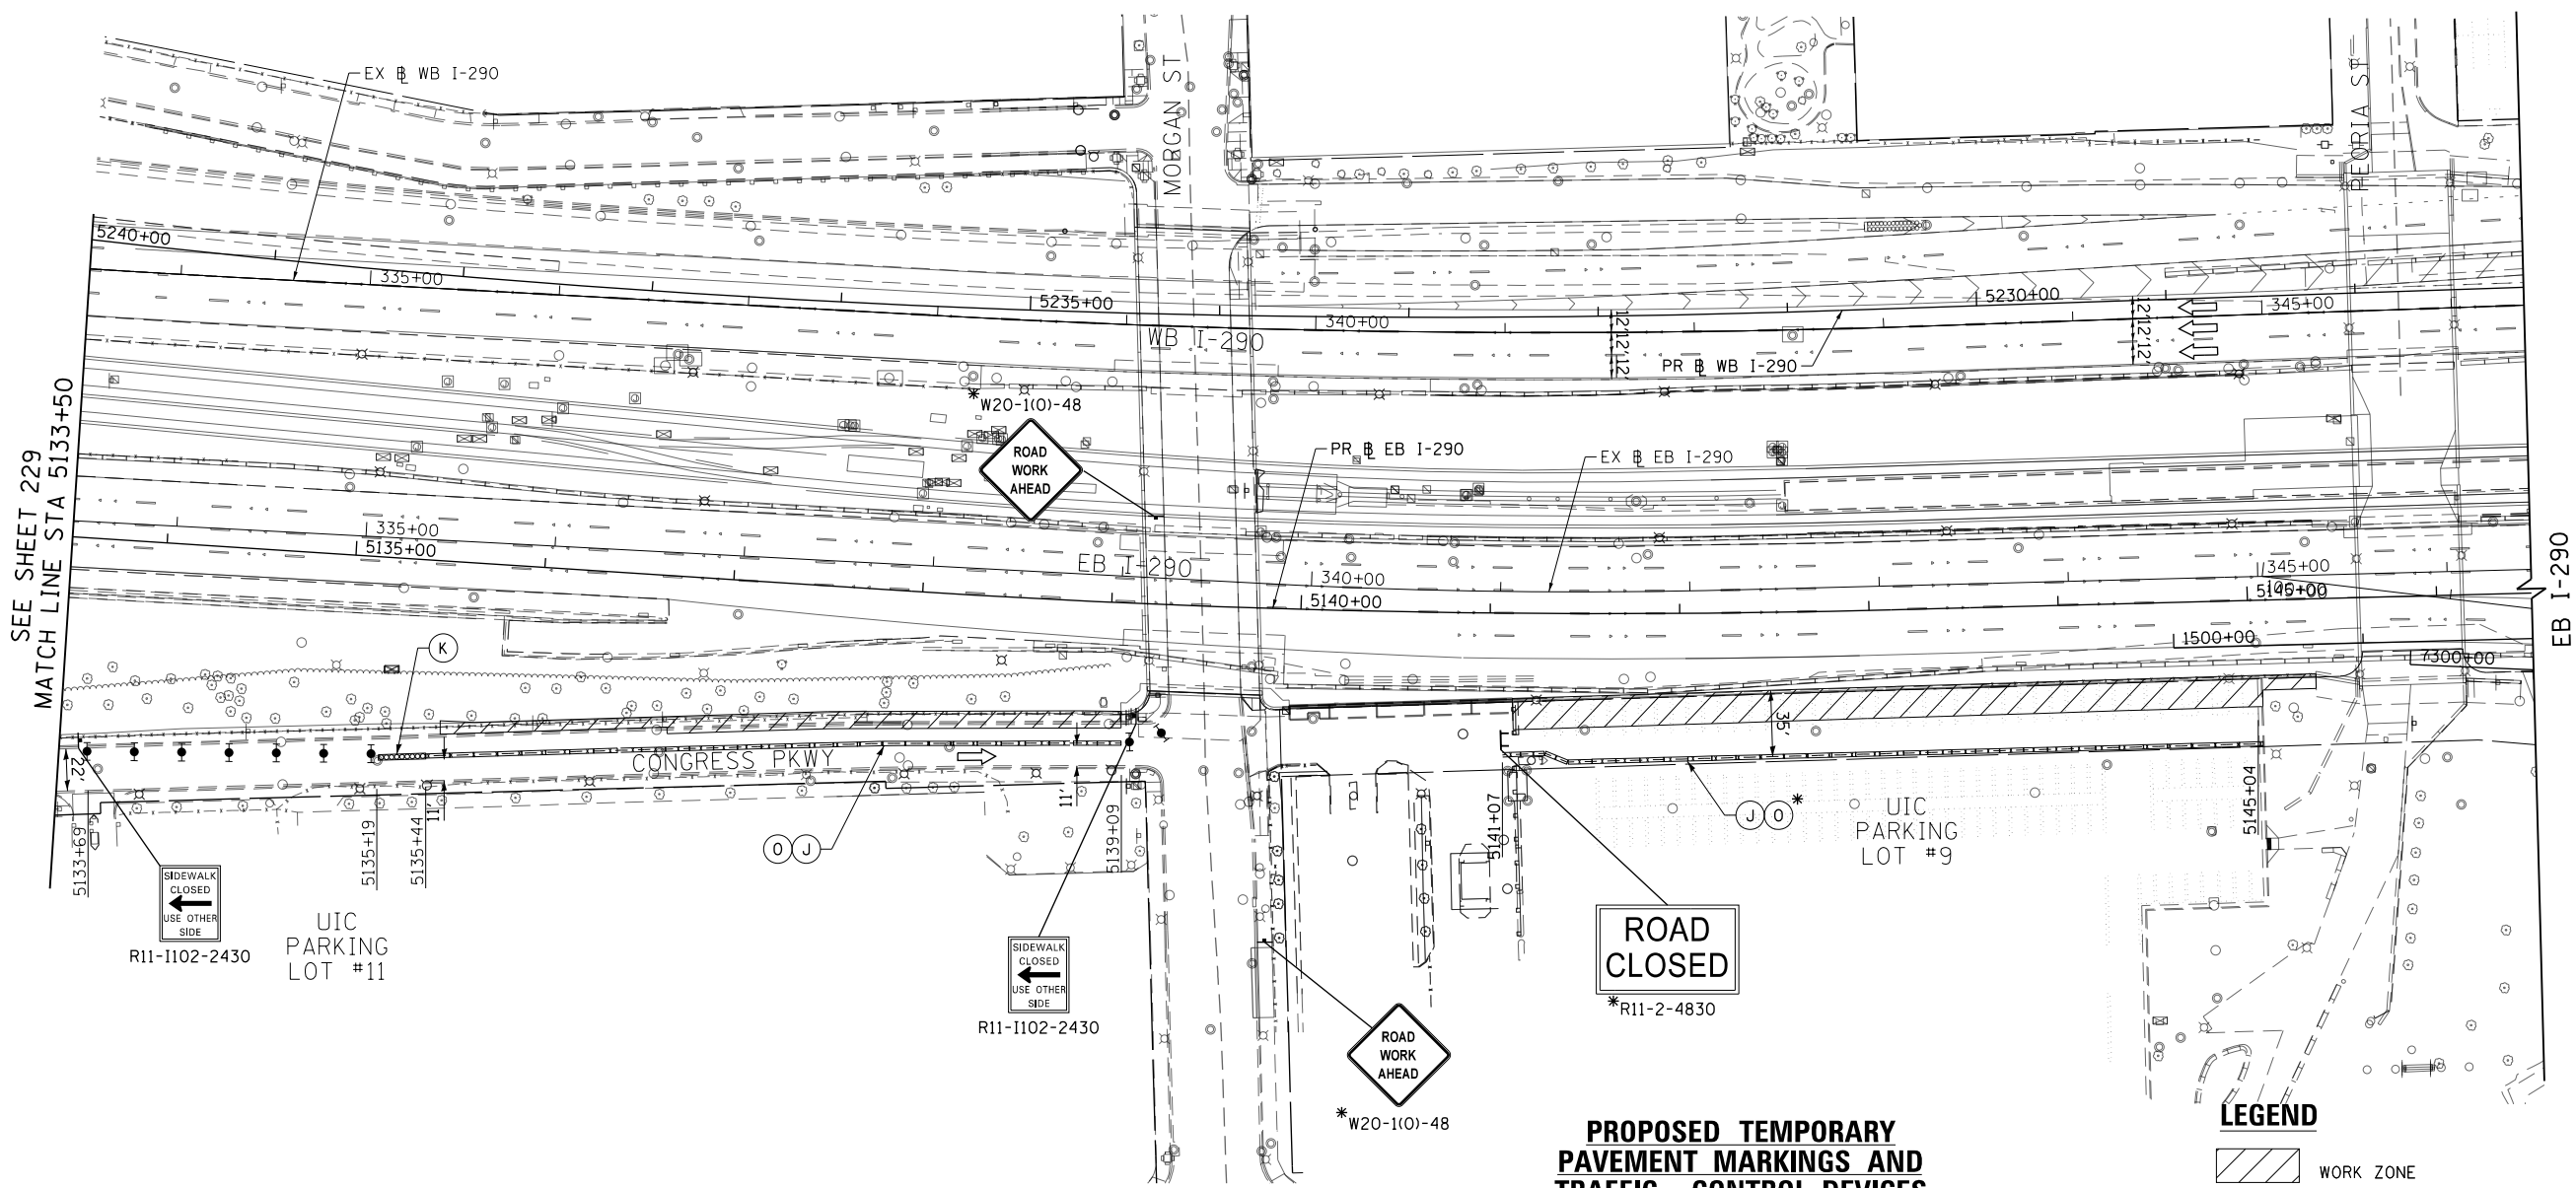 EX B WB I-290
MORGAN ST
PEORIA ST
5240+00
335+00
5235+00
340+00
5230+00
345+00
WB I-290
12'
12'
12'
12'
12'
12'
PR B WB I-290
SEE SHEET 229
MATCH LINE STA 5133+50
*W20-1(0)-48
ROAD
WORK
AHEAD
PR B EB I-290
EX B EB I-290
335+00
5135+00
EB I-290
340+00
5140+00
345+00
5145+00
EB I-290
1500+00
7300+00
K
22'
CONGRESS PKWY
11'
11'
35'
5133+69
5135+19
5135+44
5139+09
5141+07
5145+04
O J
J O *
UIC
PARKING
LOT #9
SIDEWALK
CLOSED
USE OTHER
SIDE
R11-I102-2430
UIC
PARKING
LOT #11
SIDEWALK
CLOSED
USE OTHER
SIDE
R11-I102-2430
ROAD
CLOSED
*R11-2-4830
ROAD
WORK
AHEAD
*W20-1(0)-48
PROPOSED TEMPORARY
PAVEMENT MARKINGS AND
TRAFFIC CONTROL DEVICES
LEGEND
WORK ZONE